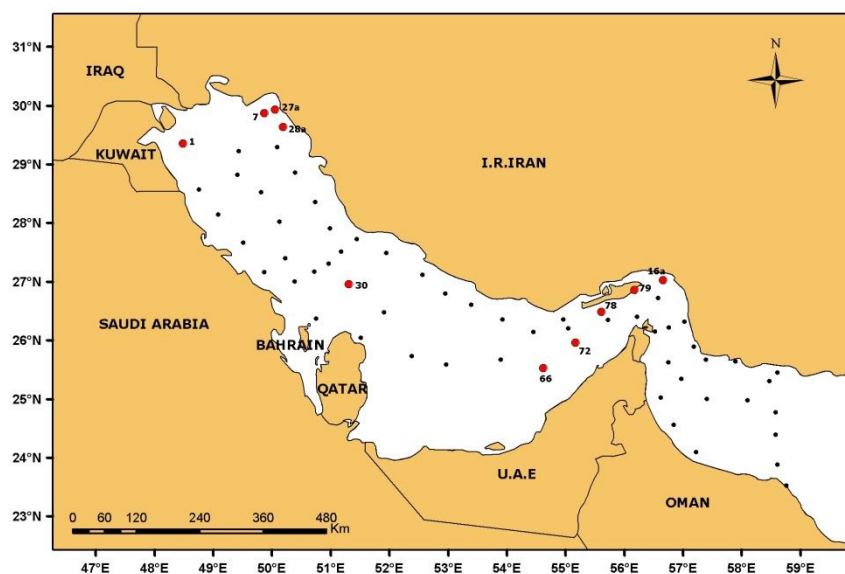 31°N
N
IRAQ
30°N
27a
7
28a
1
KUWAIT
I.R.IRAN
29°N
28°N
27°N
30
16a
79
78
SAUDI ARABIA
26°N
BAHRAIN
72
66
QATAR
25°N
24°N
U.A.E
OMAN
23°N
0 60 120 240 360 480
Km
47°E 48°E 49°E 50°E 51°E 52°E 53°E 54°E 55°E 56°E 57°E 58°E 59°E